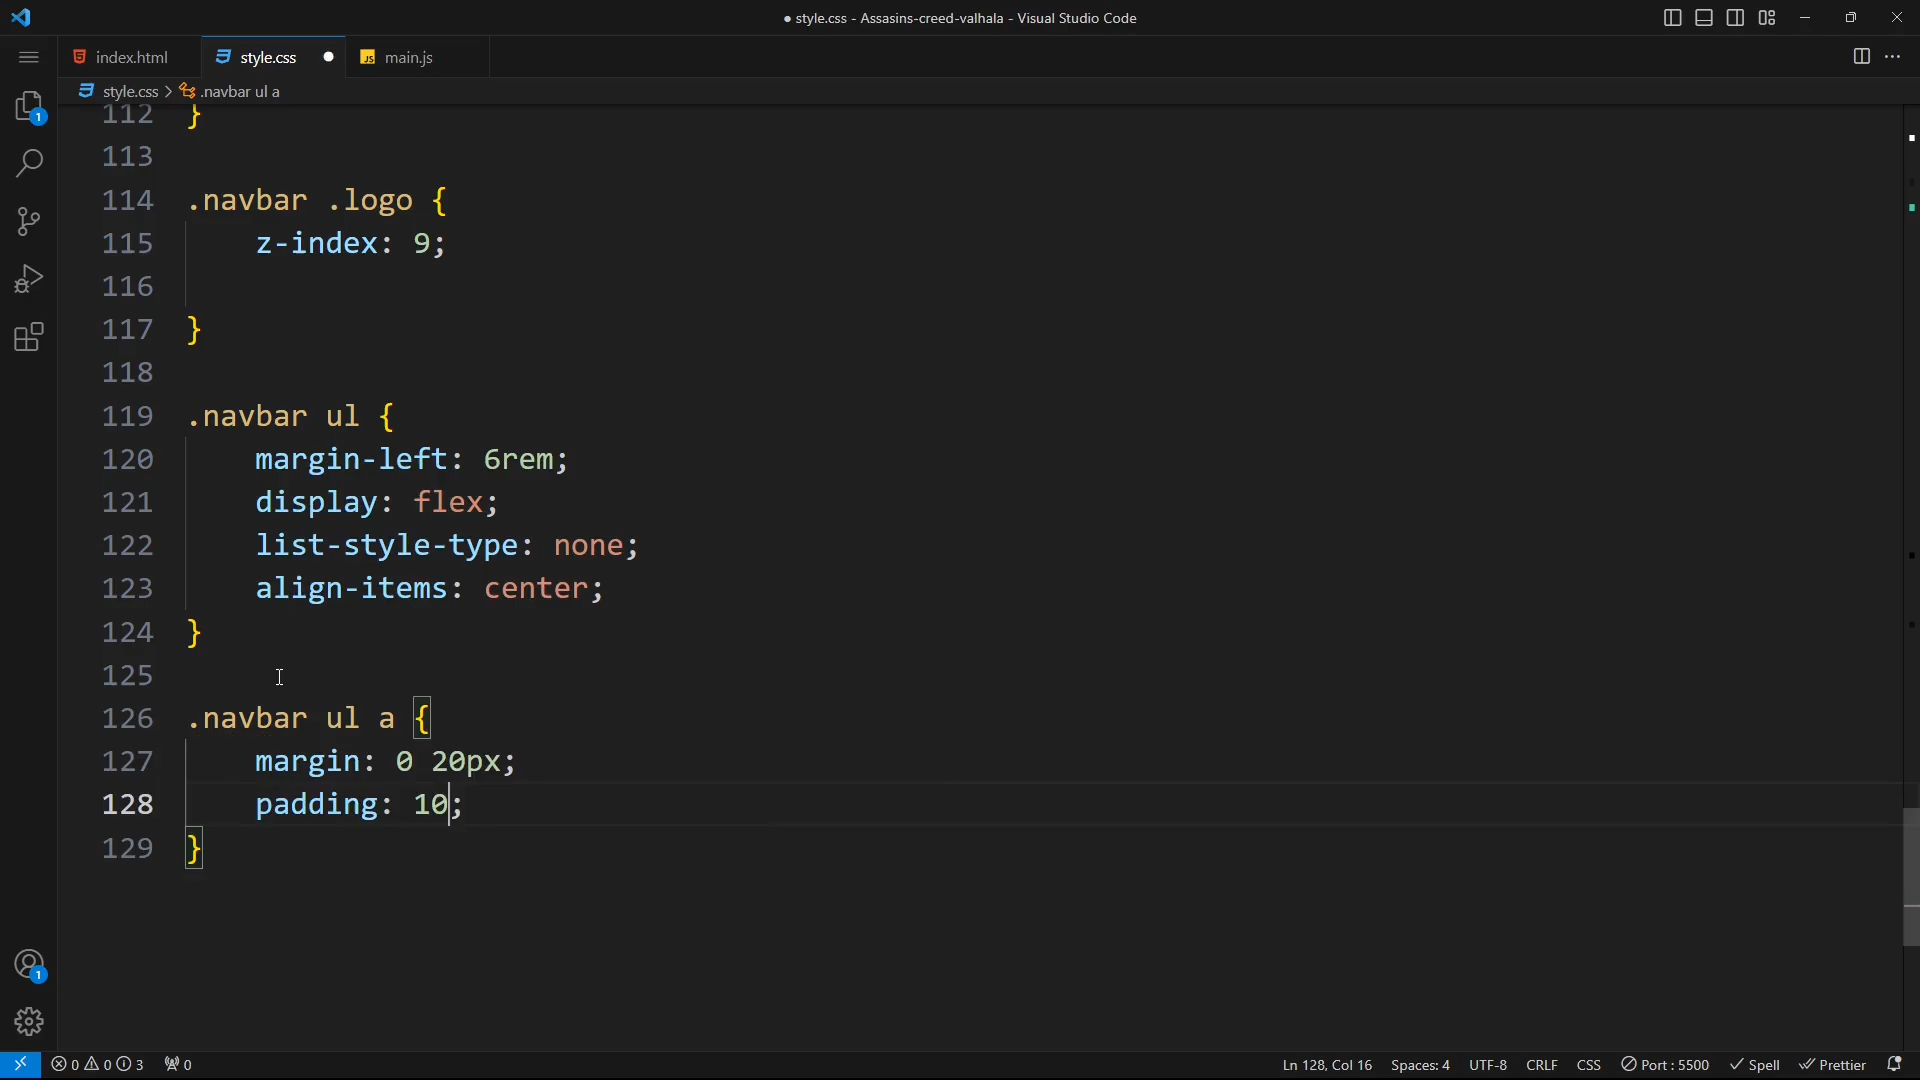 ● style.css - Assasins-creed-valhala - Visual Studio Code
index.html style.css ● main.js
style.css > .navbar ul a
112 }
113
114 .navbar .logo {
115 z-index: 9;
116
117 }
118
119 .navbar ul {
120 margin-left: 6rem;
121 display: flex;
122 list-style-type: none;
123 align-items: center;
124 }
125
126 .navbar ul a {
127 margin: 0 20px;
128 padding: 10;
129 }
1
1
0 0 3 0 Ln 128, Col 16 Spaces: 4 UTF-8 CRLF CSS Port : 5500 Spell Prettier